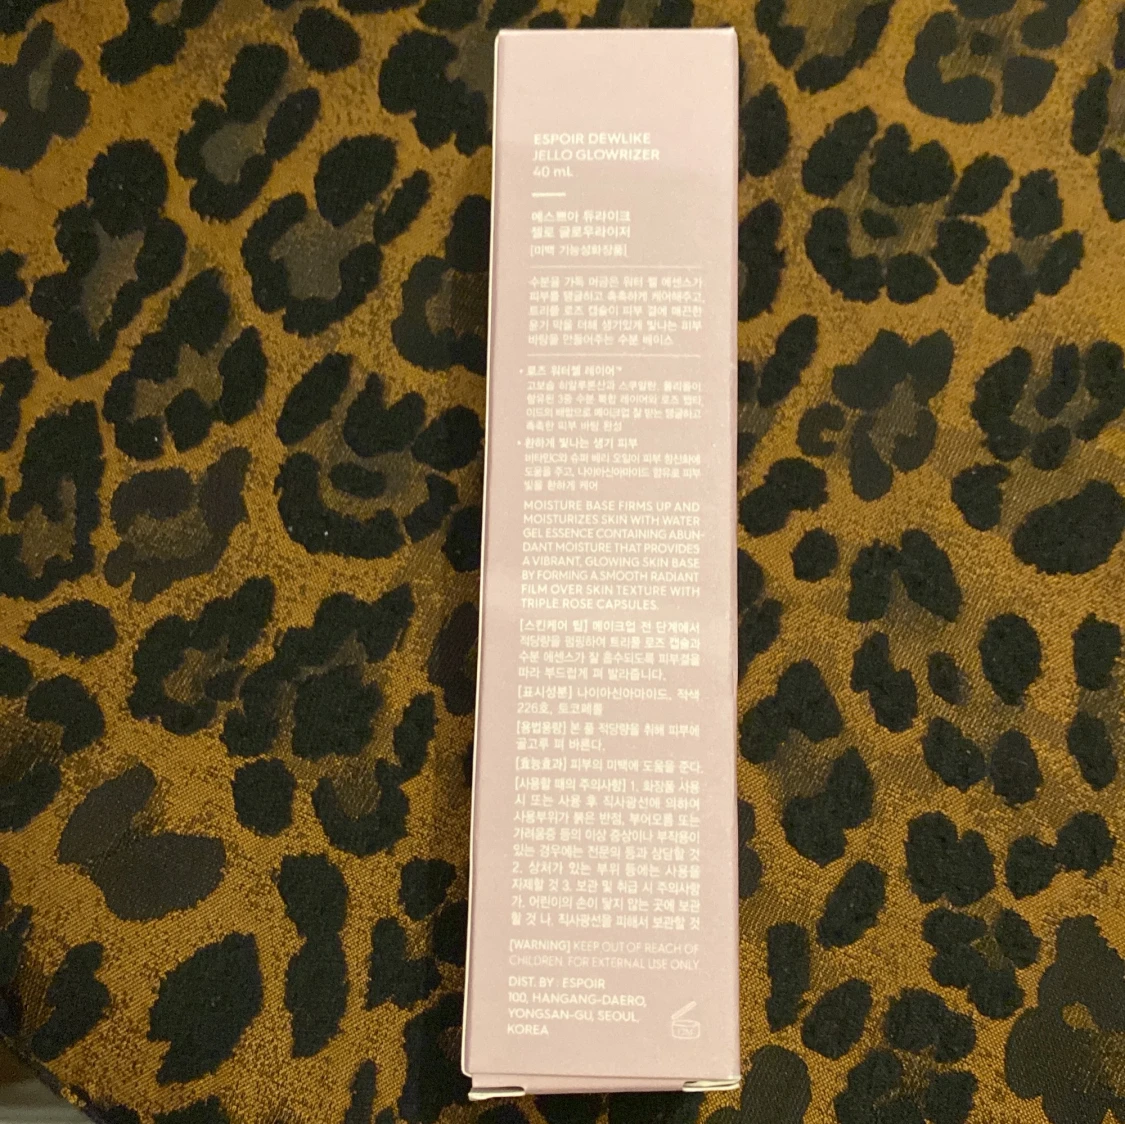 ESPOIR DEWLIKE
JELLO GLOWRIZER
40 mL
에스쁘아 듀라이크
젤로 글로우라이저
[미백 기능성화장품]
수분을 가득 머금은 워터 젤 에센스가
피부를 탱글하고 촉촉하게 케어해주고,
트리플 로즈 캡슐이 피부 결에 매끈한
윤기 막을 더해 생기있게 빛나는 피부
바탕을 만들어주는 수분 베이스
• 로즈 워터젤 레이어™
고보습 히알루론산과 스쿠알란, 폴리올이
함유된 3중 수분 복합 레이어와 로즈 펩타
이드의 배합으로 메이크업 잘 받는 탱글하고
촉촉한 피부 바탕 완성
• 환하게 빛나는 생기 피부
비타민C와 슈퍼 베리 오일이 피부 항산화에
도움을 주고, 나이아신아마이드 함유로 피부
빛을 환하게 케어
MOISTURE BASE FIRMS UP AND
MOISTURIZES SKIN WITH WATER
GEL ESSENCE CONTAINING ABUN-
DANT MOISTURE THAT PROVIDES
A VIBRANT, GLOWING SKIN BASE
BY FORMING A SMOOTH RADIANT
FILM OVER SKIN TEXTURE WITH
TRIPLE ROSE CAPSULES.
[스킨케어 팁] 메이크업 전 단계에서
적당량을 펌핑하여 트리플 로즈 캡슐과
수분 에센스가 잘 흡수되도록 피부결을
따라 부드럽게 펴 발라줍니다.
[표시성분] 나이아신아마이드, 적색
226호, 토코페롤
[용법용량] 본 품 적당량을 취해 피부에
골고루 펴 바른다.
[효능효과] 피부의 미백에 도움을 준다.
[사용할 때의 주의사항] 1. 화장품 사용
시 또는 사용 후 직사광선에 의하여
사용부위가 붉은 반점, 부어오름 또는
가려움증 등의 이상 증상이나 부작용이
있는 경우에는 전문의 등과 상담할 것
2. 상처가 있는 부위 등에는 사용을
자제할 것 3. 보관 및 취급 시 주의사항
가. 어린이의 손이 닿지 않는 곳에 보관
할 것 나. 직사광선을 피해서 보관할 것
[WARNING] KEEP OUT OF REACH OF
CHILDREN. FOR EXTERNAL USE ONLY.
DIST. BY : ESPOIR
100, HANGANG-DAERO,
YONGSAN-GU, SEOUL,
KOREA
12M